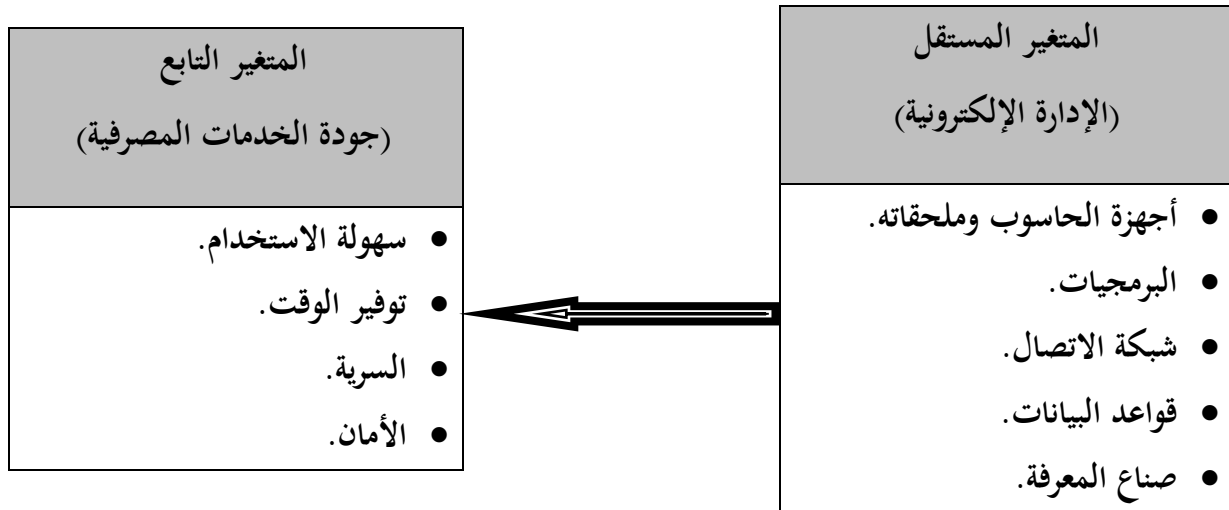 المتغير المستقل
(الإدارة الإلكترونية)
● أجهزة الحاسوب وملحقاته.
● البرمجيات.
● شبكة الاتصال.
● قواعد البيانات.
● صناع المعرفة.
المتغير التابع
(جودة الخدمات المصرفية)
● سهولة الاستخدام.
● توفير الوقت.
● السرية.
● الأمان.